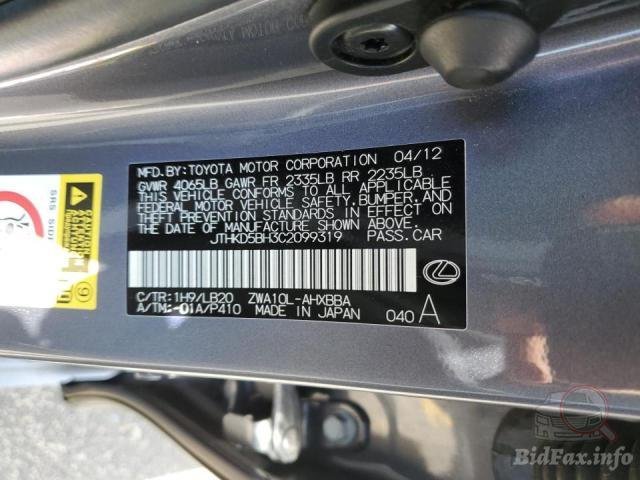 MFD. BY: TOYOTA MOTOR CORPORATION 04/12
GVWR 4065LB GAWR FR 2335LB RR 2235LB
THIS VEHICLE CONFORMS TO ALL APPLICABLE
FEDERAL MOTOR VEHICLE SAFETY, BUMPER, AND
THEFT PREVENTION STANDARDS IN EFFECT ON
THE DATE OF MANUFACTURE SHOWN ABOVE.
JTHKD5BH3C2099319 PASS. CAR
C/TR: 1H9/LB20 ZWA10L-AHXBBA
A/TM: -01A/P410 MADE IN JAPAN 040 A
SRS SIDE
BidFax.info